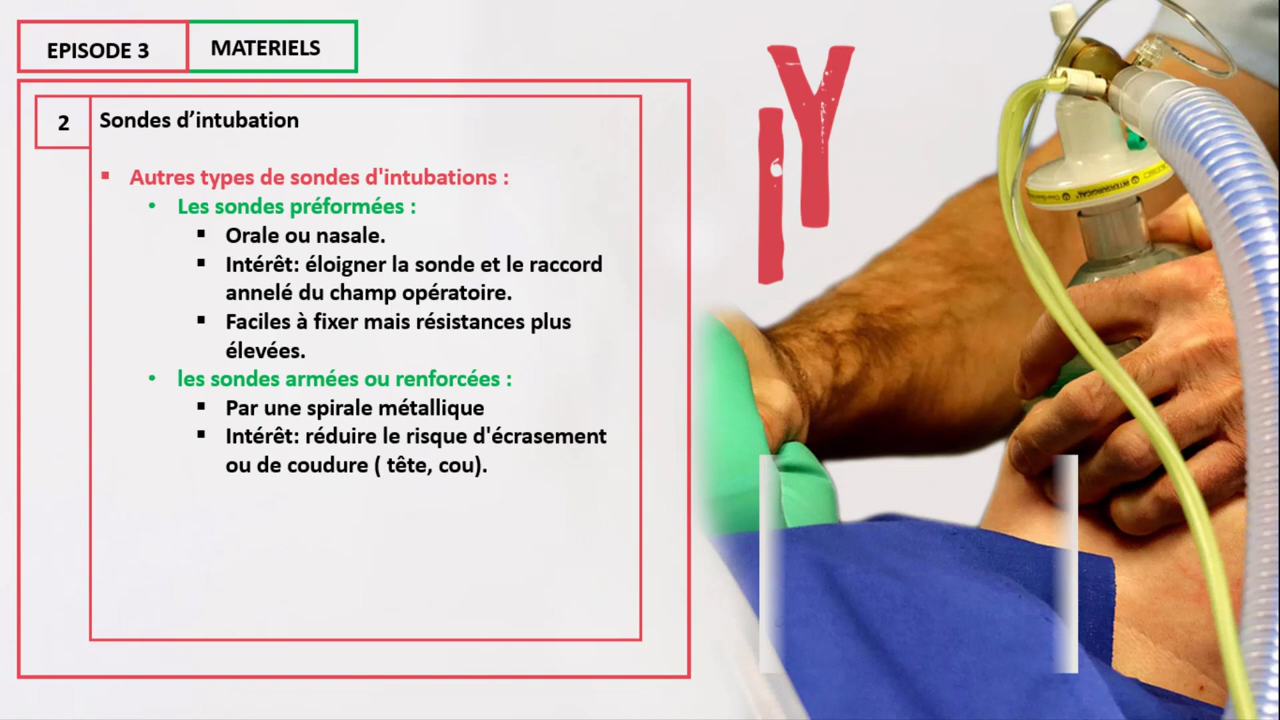 EPISODE 3
MATERIELS
2
Sondes d’intubation
Autres types de sondes d'intubations :
Les sondes préformées :
Orale ou nasale.
Intérêt: éloigner la sonde et le raccord
annelé du champ opératoire.
Faciles à fixer mais résistances plus
élevées.
les sondes armées ou renforcées :
Par une spirale métallique
Intérêt: réduire le risque d'écrasement
ou de coudure ( tête, cou).
IY
INTERSURGICAL